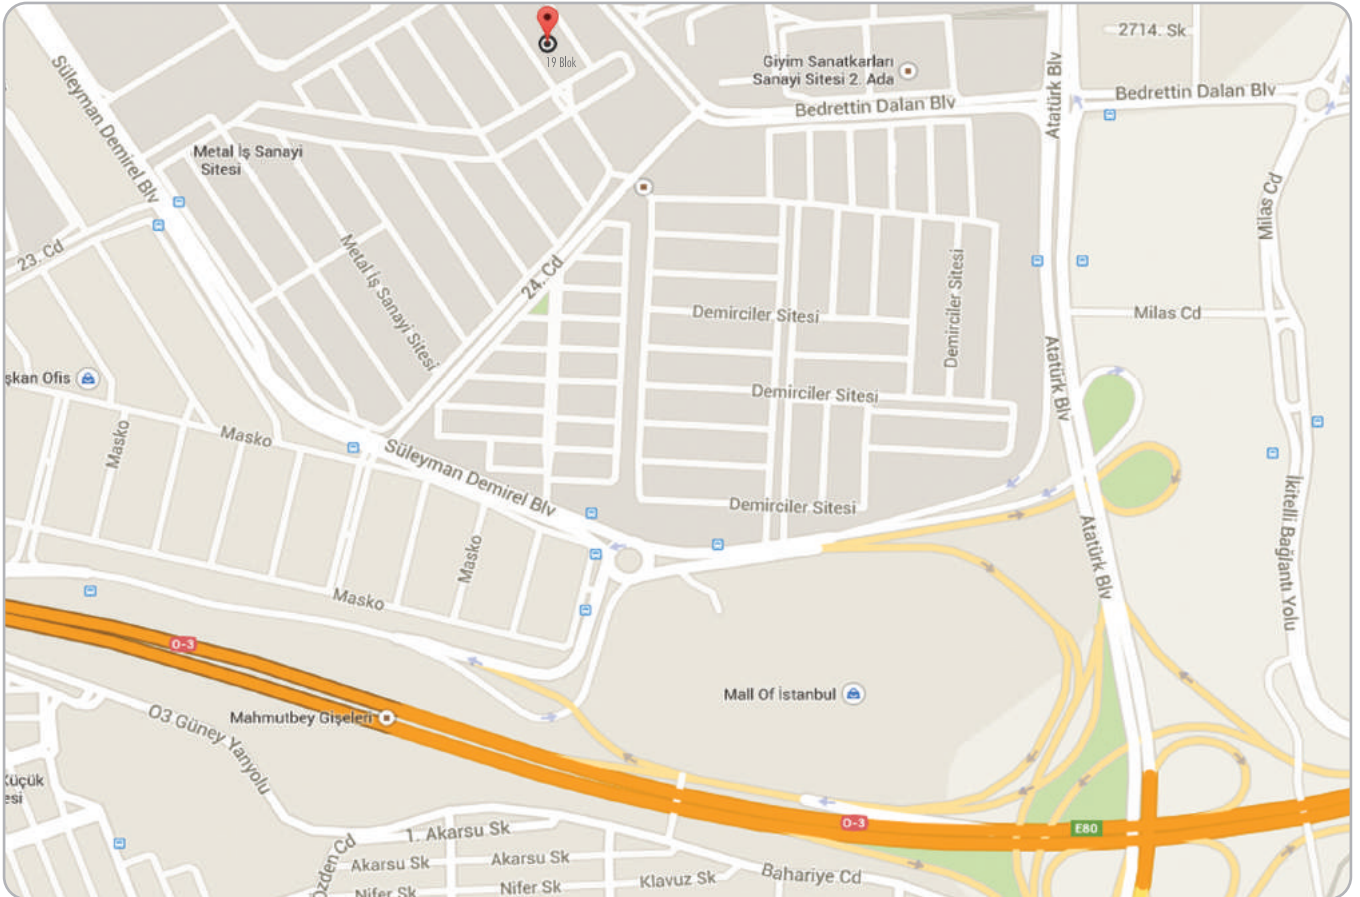 2714. Sk
19 Blok
Giyim Sanatkarları
Sanayi Sitesi 2. Ada
Bedrettin Dalan Blv
Bedrettin Dalan Blv
Atatürk Blv
Süleyman Demirel Blv
Metal İş Sanayi
Sitesi
Milas Cd
23. Cd
Metal İş Sanayi Sitesi
24. Cd
Demirciler Sitesi
Demirciler Sitesi
Milas Cd
Atatürk Blv
şkan Ofis
Demirciler Sitesi
Masko
Masko
Süleyman Demirel Blv
Demirciler Sitesi
İkitelli Bağlantı Yolu
Atatürk Blv
Masko
Masko
O-3
Mall Of İstanbul
Mahmutbey Gişeleri
O3 Güney Yanyolu
Küçük
esi
O-3
E80
1. Akarsu Sk
Özden Cd
Akarsu Sk
Akarsu Sk
Bahariye Cd
Klavuz Sk
Nifer Sk
Nifer Sk